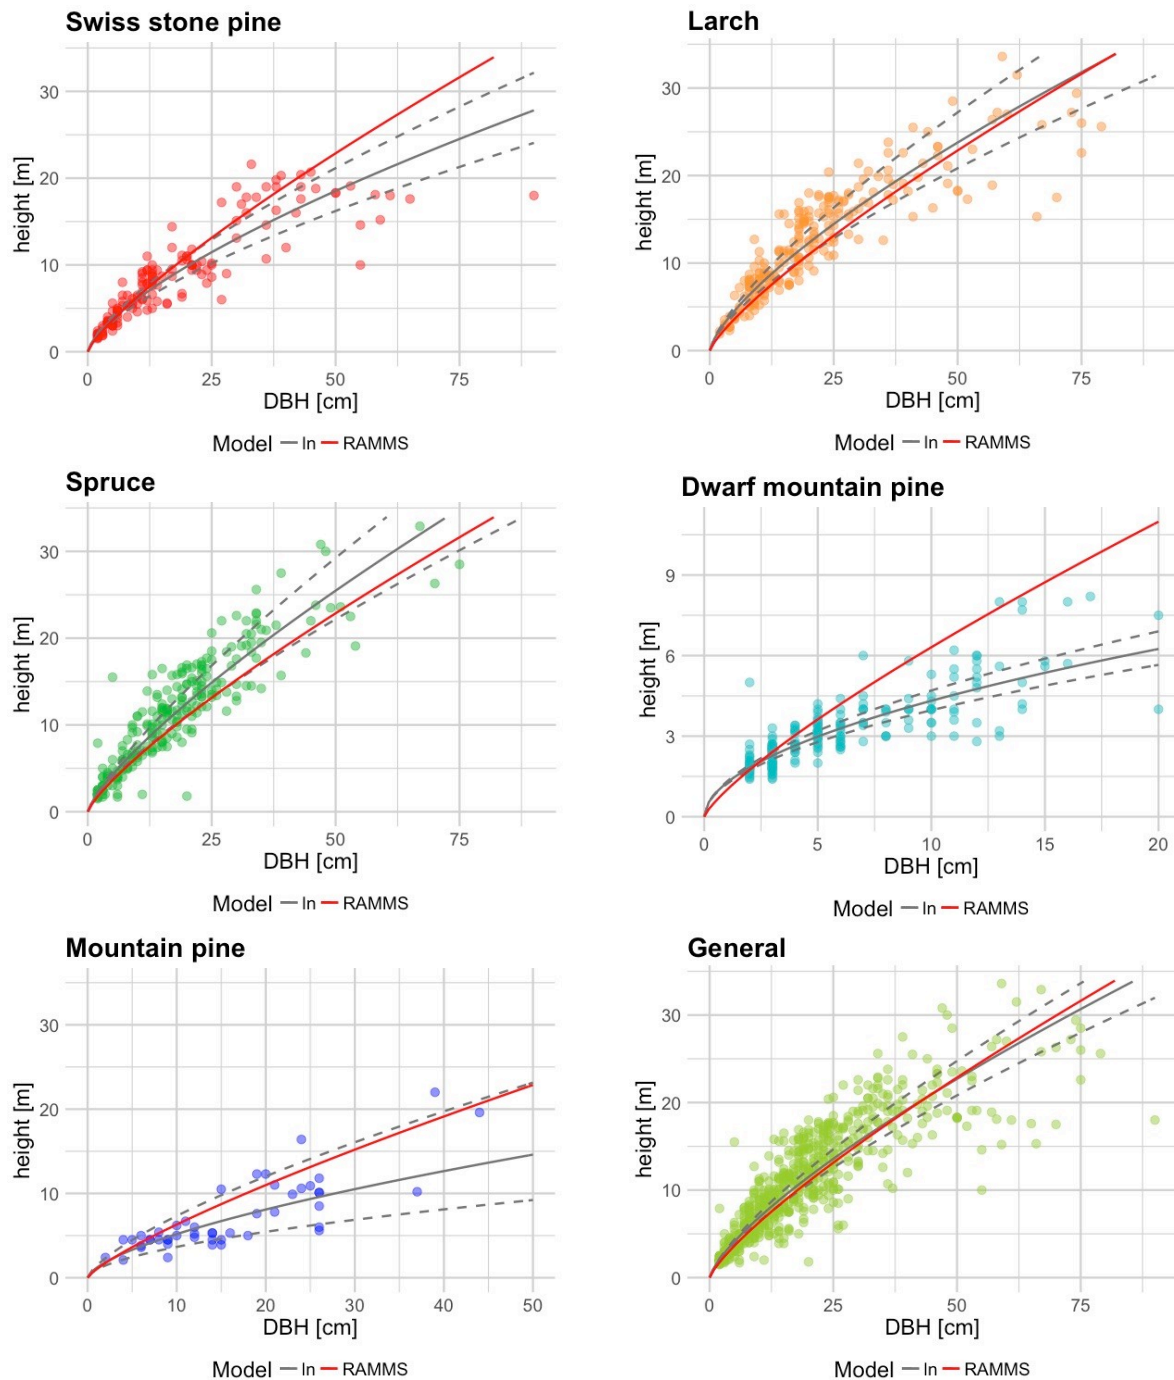 Swiss stone pine
height [m]
30
20
10
0
0 25 50 75
DBH [cm]
Model ln RAMMS
Larch
height [m]
30
20
10
0
0 25 50 75
DBH [cm]
Model ln RAMMS
Spruce
height [m]
30
20
10
0
0 25 50 75
DBH [cm]
Model ln RAMMS
Dwarf mountain pine
height [m]
9
6
3
0
0 5 10 15 20
DBH [cm]
Model ln RAMMS
Mountain pine
height [m]
30
20
10
0
0 10 20 30 40 50
DBH [cm]
Model ln RAMMS
General
height [m]
30
20
10
0
0 25 50 75
DBH [cm]
Model ln RAMMS